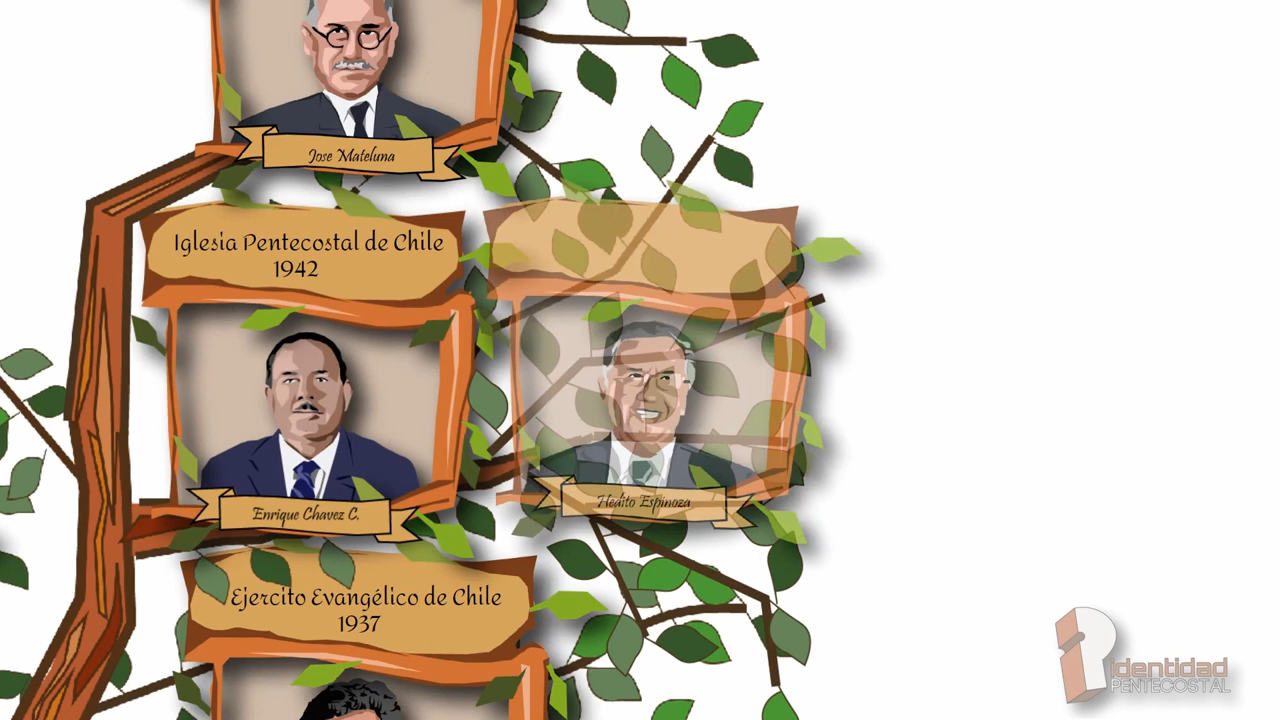 Jose Mateluna
Iglesia Pentecostal de Chile
1942
Enrique Chavez C.
Hedito Espinoza
Ejercito Evangélico de Chile
1937
identidad
PENTECOSTAL